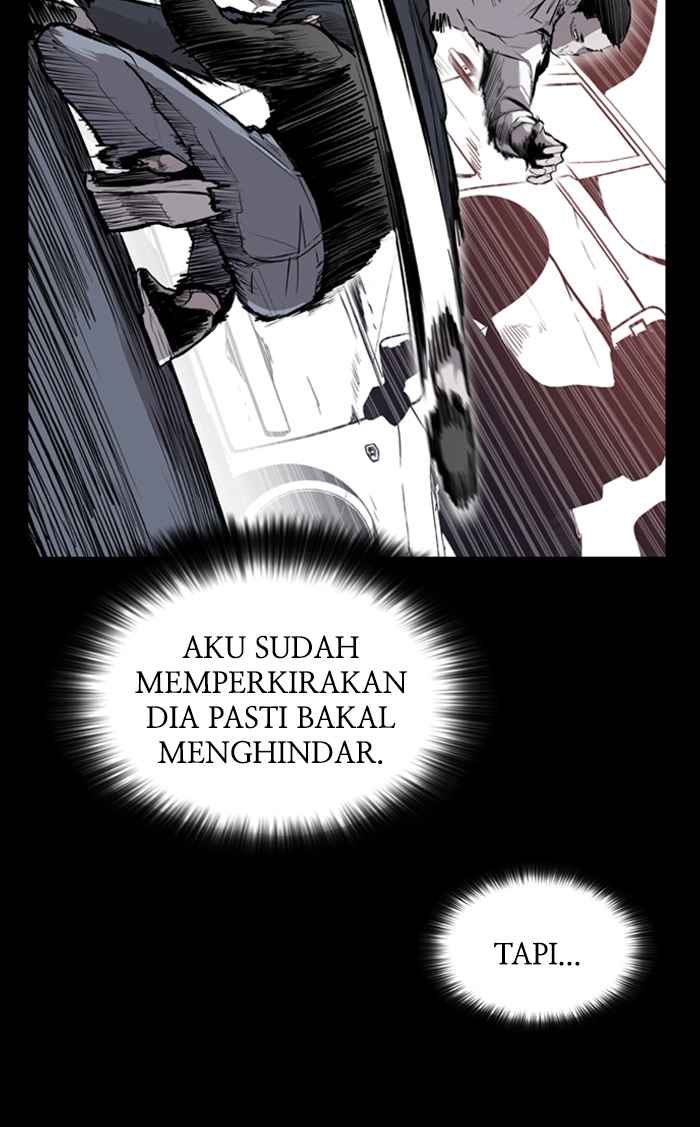 AKU SUDAH
MEMPERKIRAKAN
DIA PASTI BAKAL
MENGHINDAR.
TAPI...